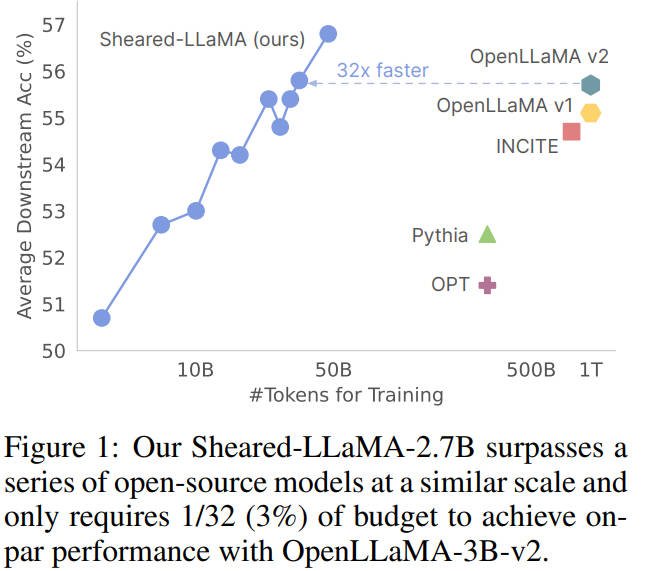 57
Sheared-LLaMA (ours)
OpenLLaMA v2
56
32x faster
OpenLLaMA v1
55
INCITE
54
53
Pythia
52
OPT
51
50
Average Downstream Acc (%)
10B 50B 500B 1T
#Tokens for Training
Figure 1: Our Sheared-LLaMA-2.7B surpasses a
series of open-source models at a similar scale and
only requires 1/32 (3%) of budget to achieve on-
par performance with OpenLLaMA-3B-v2.